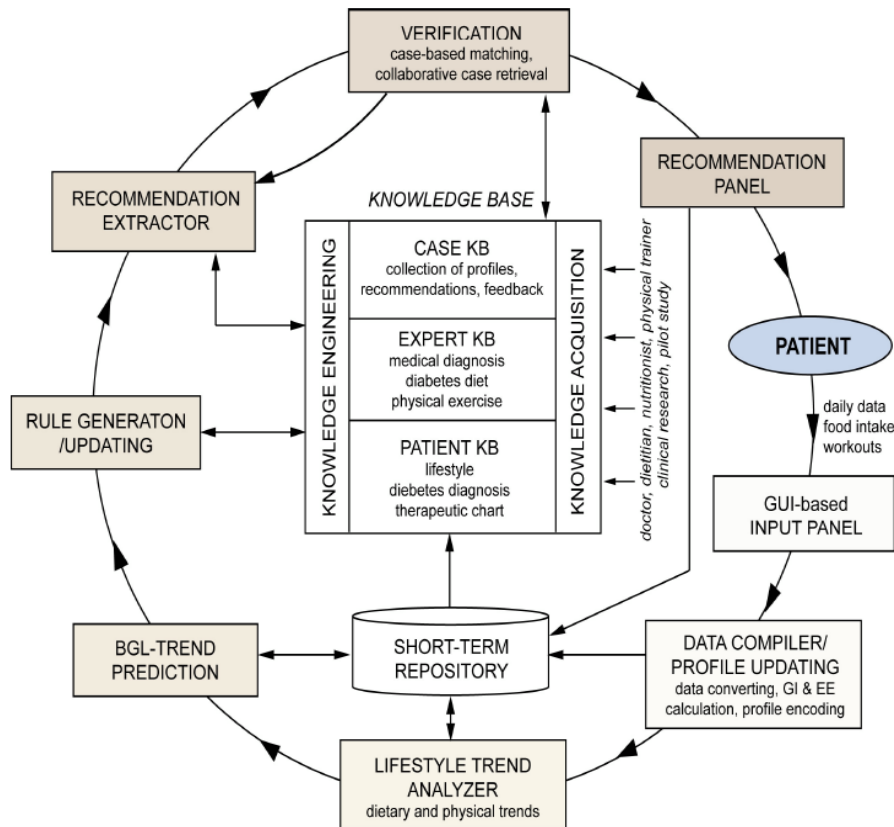 VERIFICATION
case-based matching,
collaborative case retrieval
RECOMMENDATION
PANEL
RECOMMENDATION
EXTRACTOR
KNOWLEDGE BASE
KNOWLEDGE ENGINEERING
CASE KB
collection of profiles,
recommendations, feedback
EXPERT KB
medical diagnosis
diabetes diet
physical exercise
PATIENT KB
lifestyle
diebetes diagnosis
therapeutic chart
KNOWLEDGE ACQUISITION
doctor, dietitian, nutritionist, physical trainer
clinical research, pilot study
PATIENT
daily data
food intake
workouts
RULE GENERATON
/UPDATING
GUI-based
INPUT PANEL
BGL-TREND
PREDICTION
SHORT-TERM
REPOSITORY
DATA COMPILER/
PROFILE UPDATING
data converting, GI & EE
calculation, profile encoding
LIFESTYLE TREND
ANALYZER
dietary and physical trends